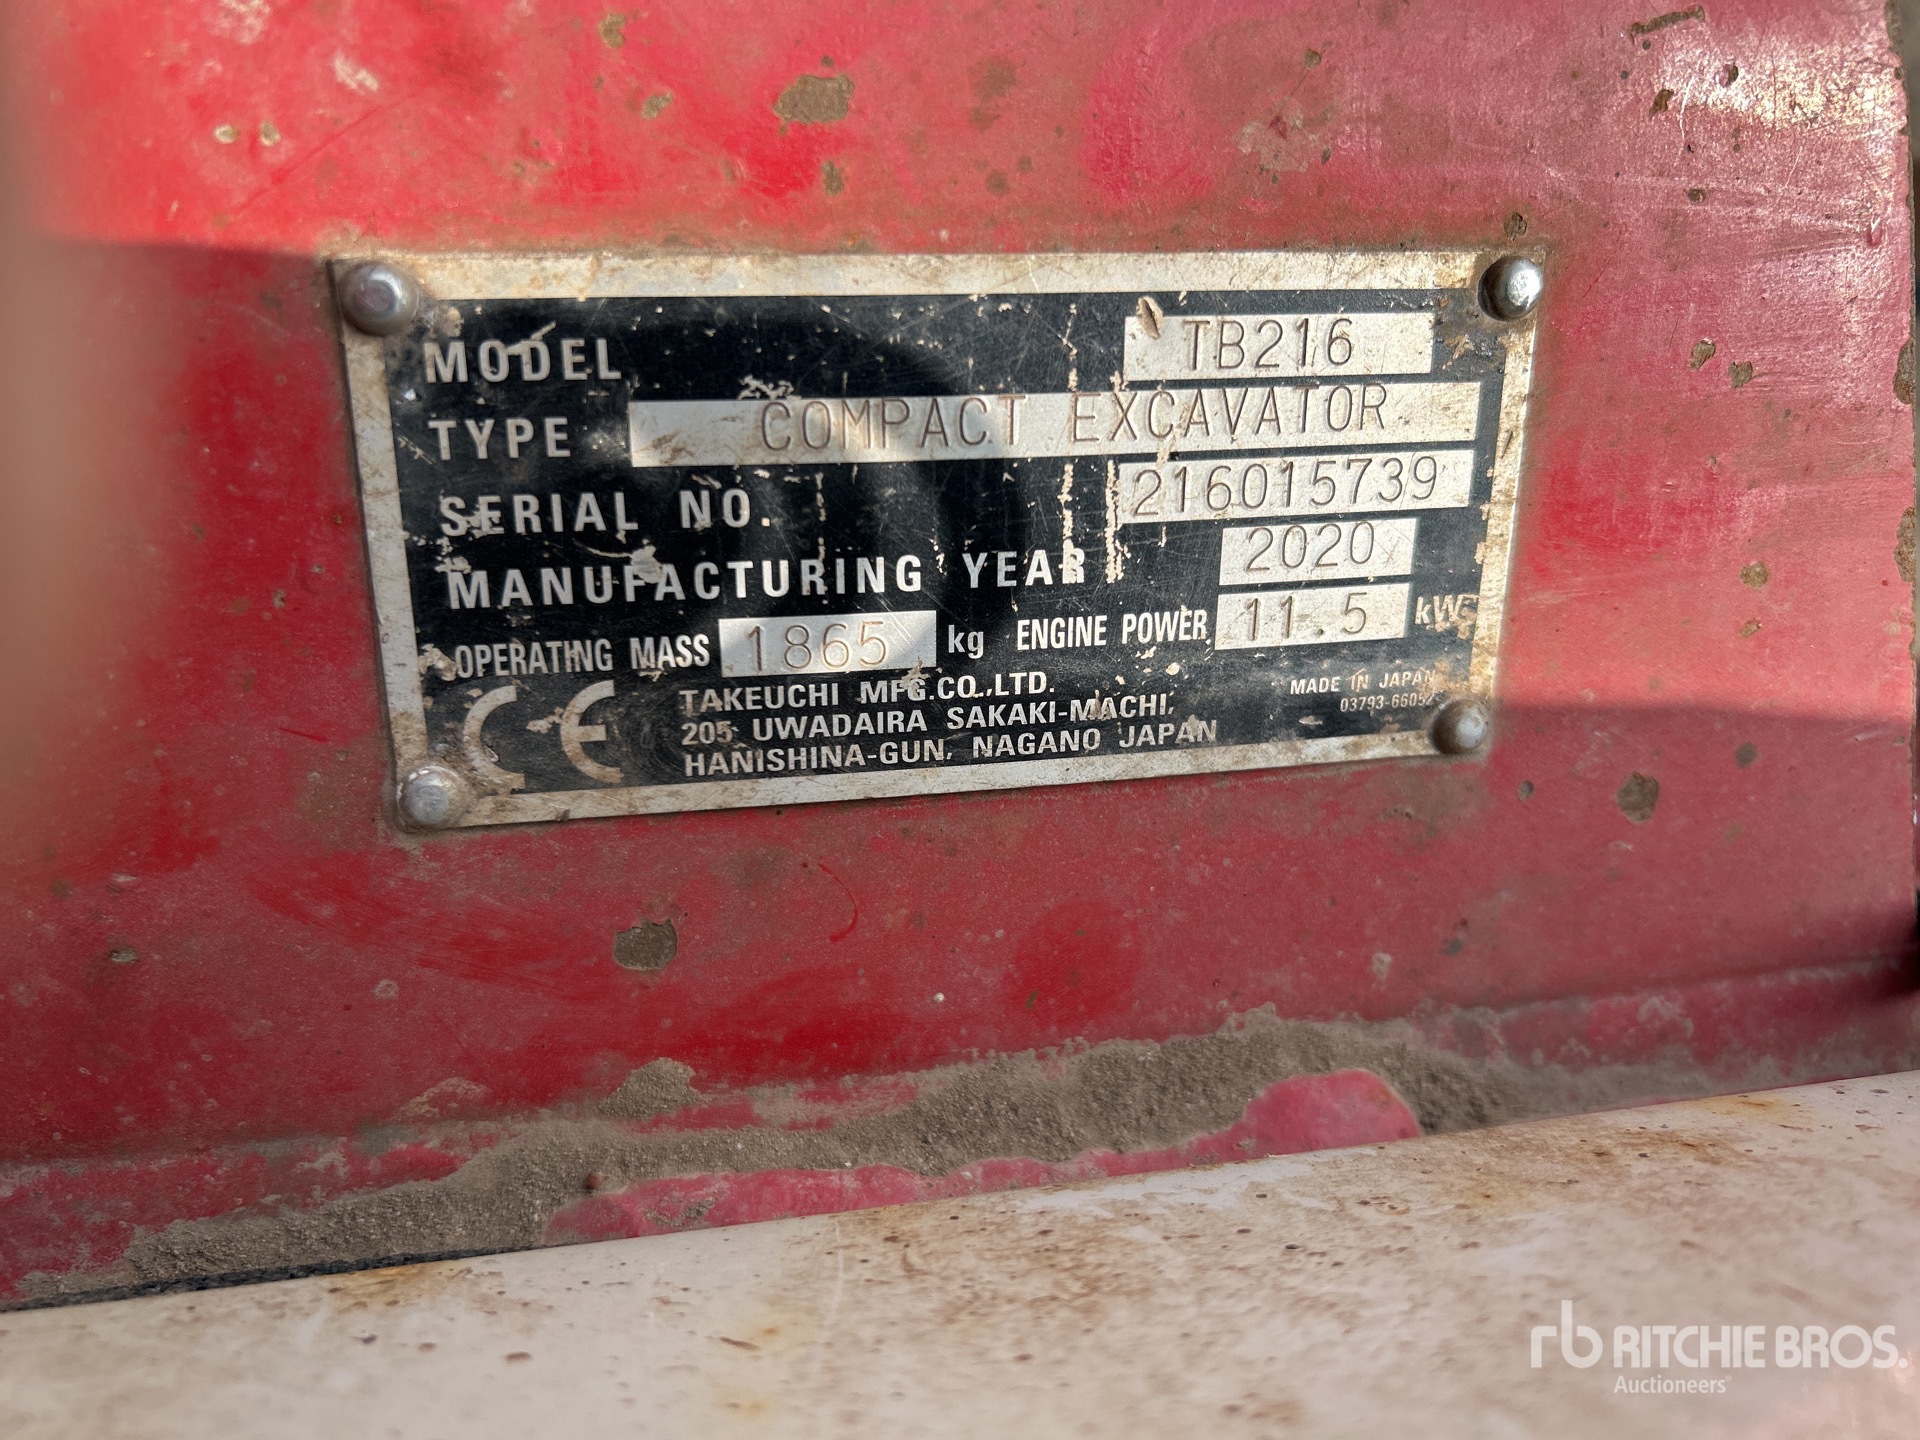 MODEL TB216
TYPE COMPACT EXCAVATOR
SERIAL NO. 216015739
MANUFACTURING YEAR 2020
OPERATING MASS 1865 kg ENGINE POWER 11.5 kW
CE
TAKEUCHI MFG.CO.,LTD.
205 UWADAIRA SAKAKI-MACHI,
HANISHINA-GUN, NAGANO JAPAN
MADE IN JAPAN
rb RITCHIE BROS.
Auctioneers